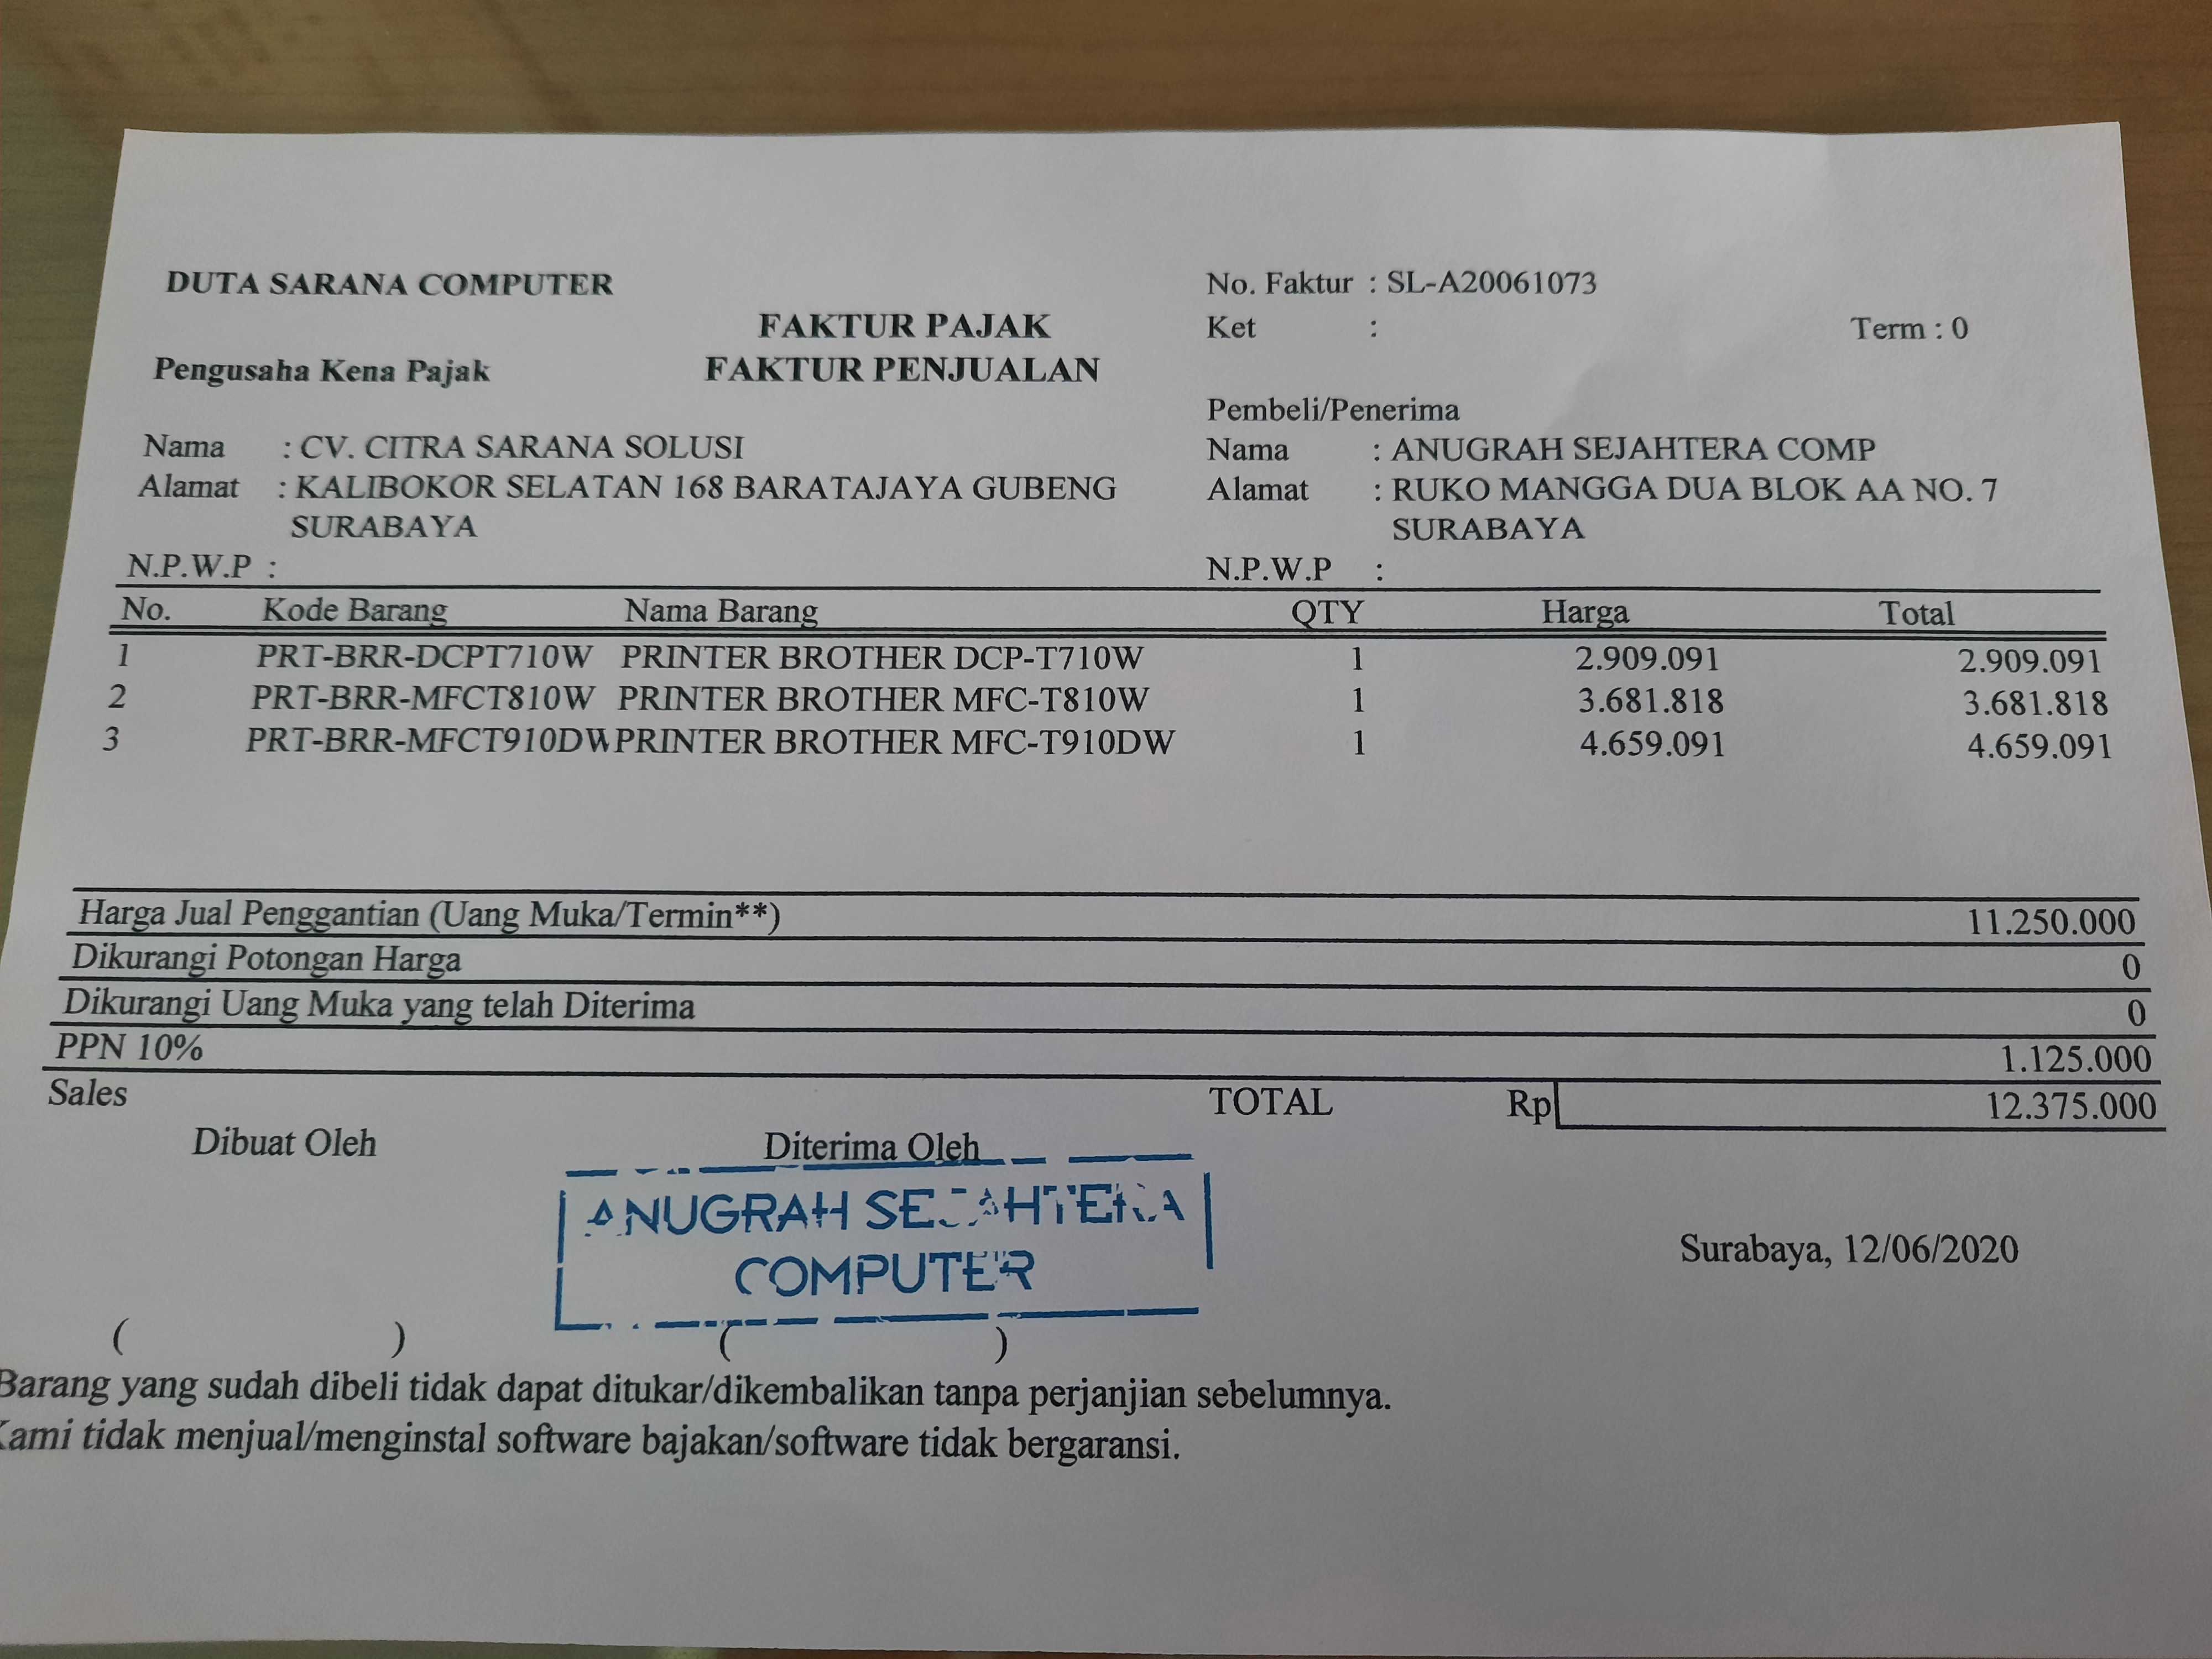 DUTA SARANA COMPUTER
No. Faktur : SL-A20061073
FAKTUR PAJAK
Ket :
Term : 0
Pengusaha Kena Pajak
FAKTUR PENJUALAN
Pembeli/Penerima
Nama : CV. CITRA SARANA SOLUSI
Nama : ANUGRAH SEJAHTERA COMP
Alamat : KALIBOKOR SELATAN 168 BARATAJAYA GUBENG
Alamat : RUKO MANGGA DUA BLOK AA NO. 7
SURABAYA
SURABAYA
N.P.W.P :
N.P.W.P :
No. Kode Barang Nama Barang QTY Harga Total
1 PRT-BRR-DCPT710W PRINTER BROTHER DCP-T710W 1 2.909.091 2.909.091
2 PRT-BRR-MFCT810W PRINTER BROTHER MFC-T810W 1 3.681.818 3.681.818
3 PRT-BRR-MFCT910DW PRINTER BROTHER MFC-T910DW 1 4.659.091 4.659.091
Harga Jual Penggantian (Uang Muka/Termin**) 11.250.000
Dikurangi Potongan Harga 0
Dikurangi Uang Muka yang telah Diterima 0
PPN 10% 1.125.000
Sales TOTAL Rp 12.375.000
Dibuat Oleh Diterima Oleh
ANUGRAH SEJAHTERA
COMPUTER
Surabaya, 12/06/2020
( ) ( )
Barang yang sudah dibeli tidak dapat ditukar/dikembalikan tanpa perjanjian sebelumnya.
Kami tidak menjual/menginstal software bajakan/software tidak bergaransi.